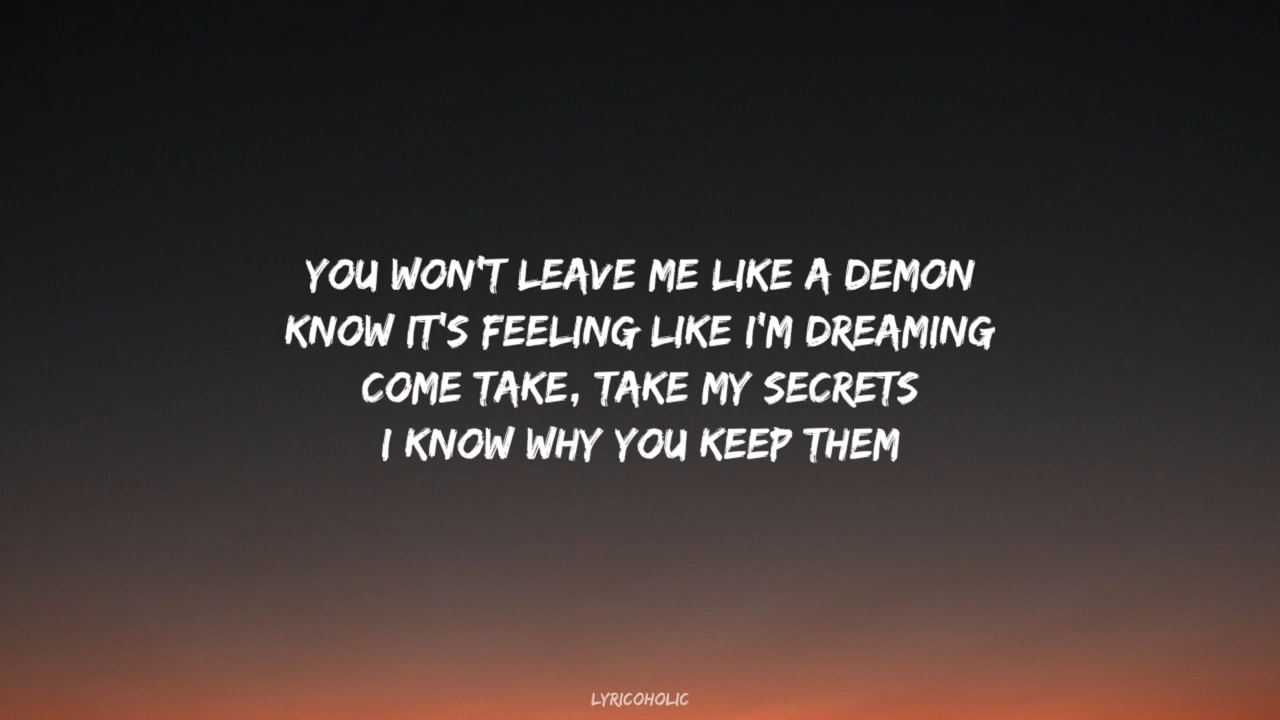 YOU WON'T LEAVE ME LIKE A DEMON
KNOW IT'S FEELING LIKE I'M DREAMING
COME TAKE, TAKE MY SECRETS
I KNOW WHY YOU KEEP THEM
LYRICOHOLIC